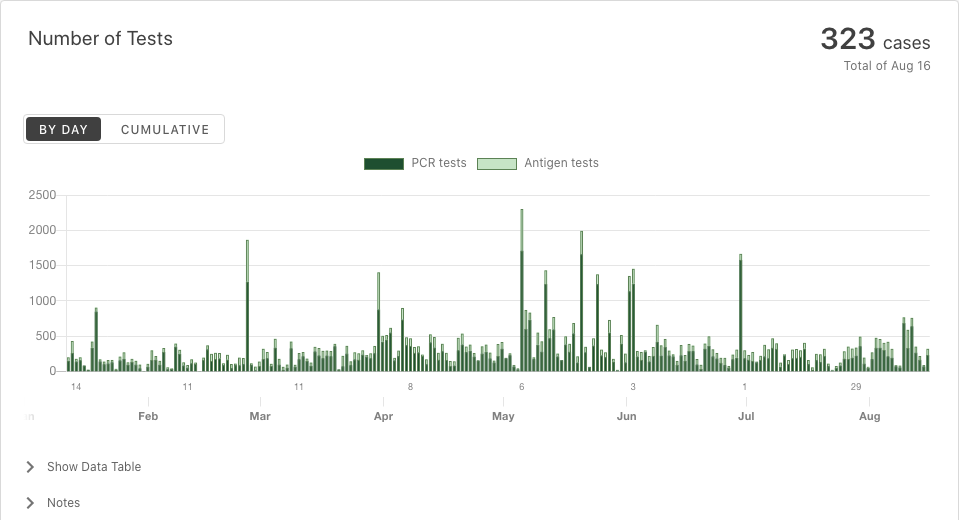 Number of Tests
323 cases
Total of Aug 16
BY DAY CUMULATIVE
PCR tests Antigen tests
2500
2000
1500
1000
500
0
14 11 11 8 6 3 1 29
Feb Mar Apr May Jun Jul Aug
Show Data Table
Notes